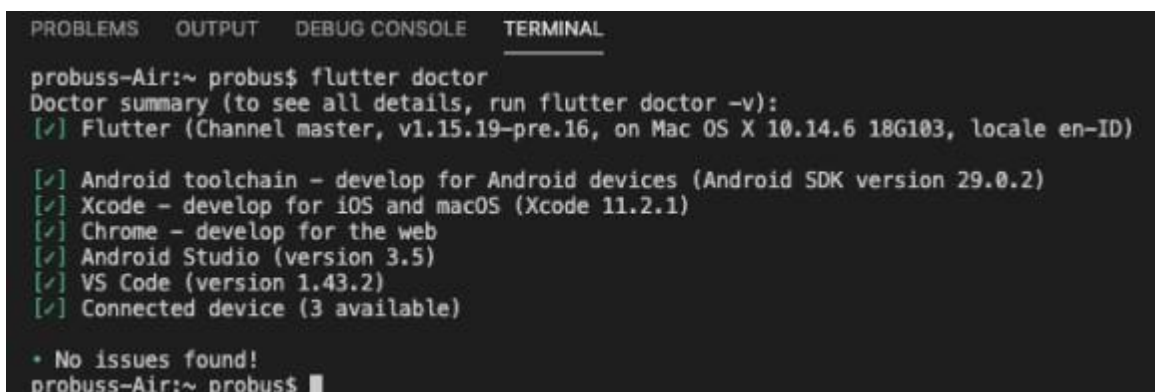 PROBLEMS OUTPUT DEBUG CONSOLE TERMINAL
probuss-Air:~ probus$ flutter doctor
Doctor summary (to see all details, run flutter doctor -v):
[✓] Flutter (Channel master, v1.15.19-pre.16, on Mac OS X 10.14.6 18G103, locale en-ID)
[✓] Android toolchain - develop for Android devices (Android SDK version 29.0.2)
[✓] Xcode - develop for iOS and macOS (Xcode 11.2.1)
[✓] Chrome - develop for the web
[✓] Android Studio (version 3.5)
[✓] VS Code (version 1.43.2)
[✓] Connected device (3 available)
• No issues found!
probuss-Air:~ probus$